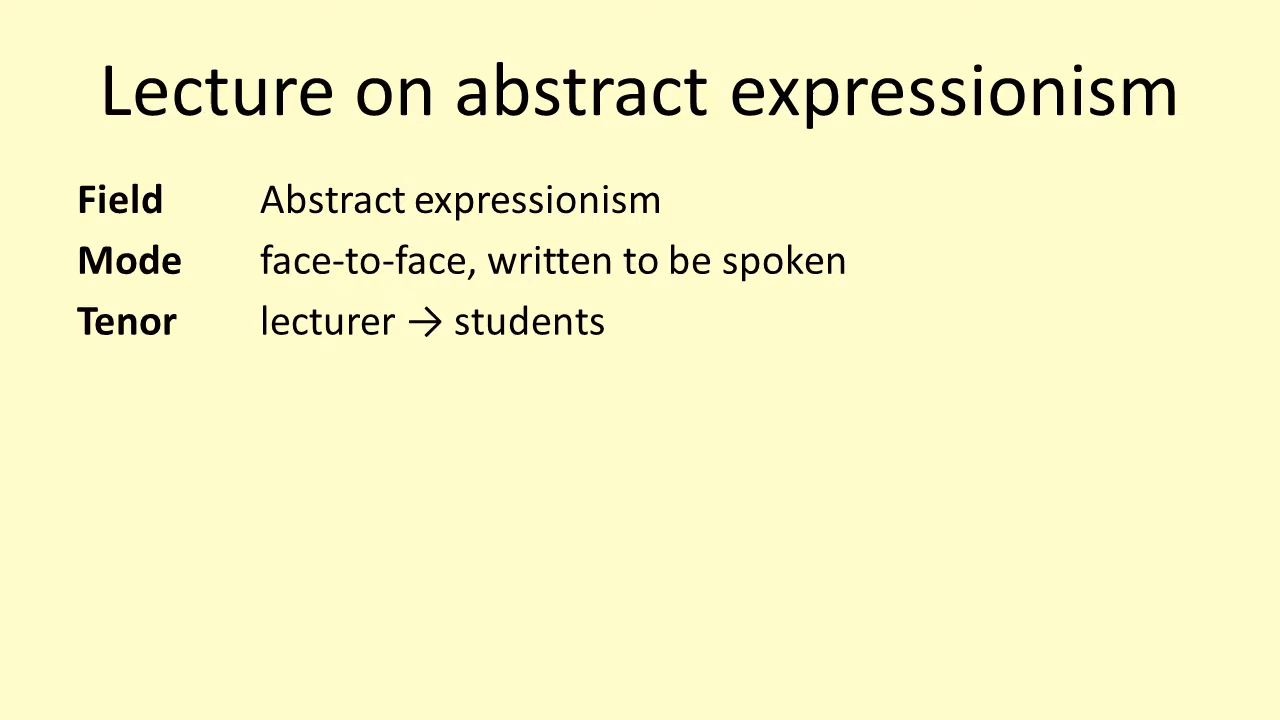 Lecture on abstract expressionism
Field Abstract expressionism
Mode face-to-face, written to be spoken
Tenor lecturer → students